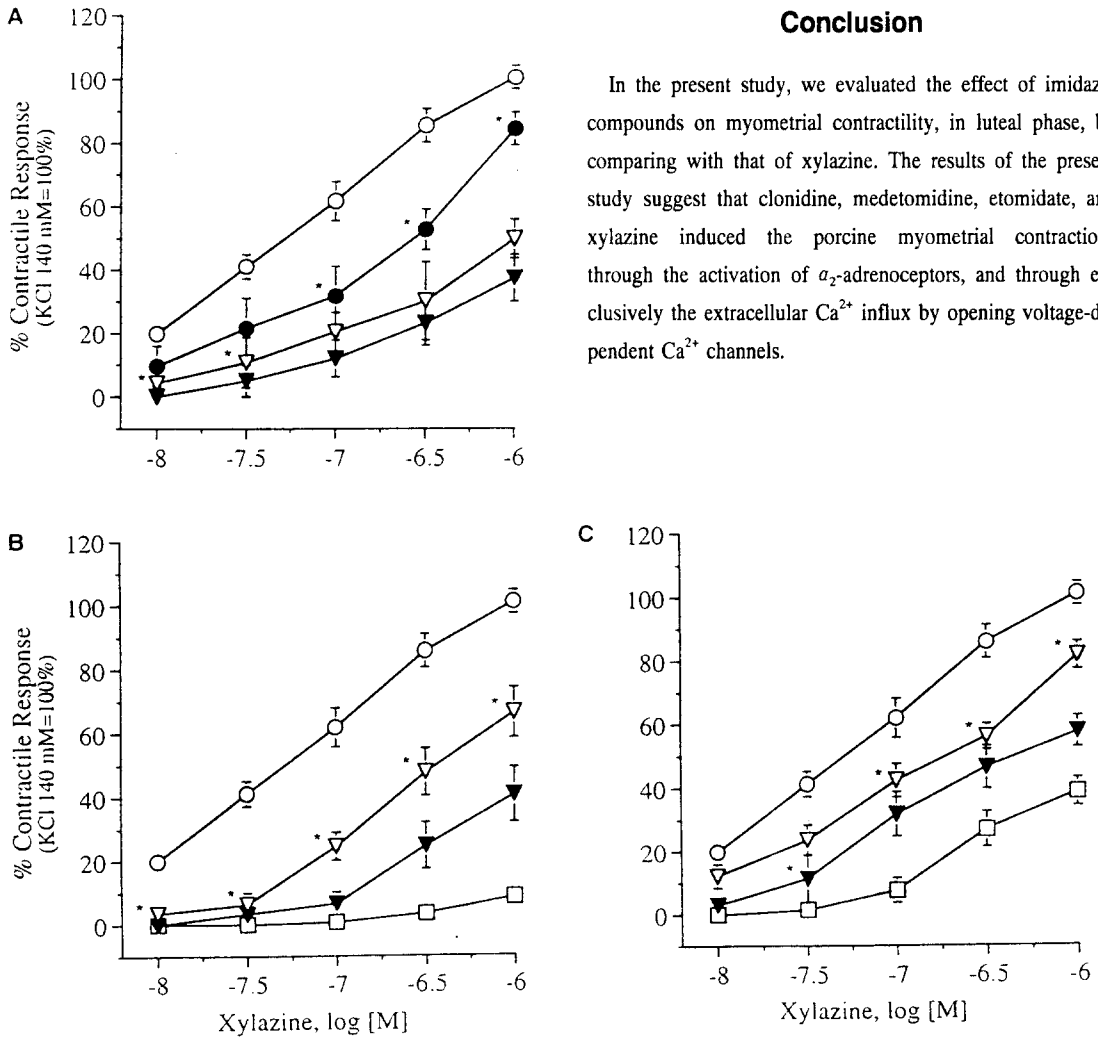 A
120
100
80
60
40
20
0
% Contractile Response
(KCl 140 mM=100%)
-8 -7.5 -7 -6.5 -6
Conclusion
In the present study, we evaluated the effect of imidaz
compounds on myometrial contractility, in luteal phase, b
comparing with that of xylazine. The results of the prese
study suggest that clonidine, medetomidine, etomidate, an
xylazine induced the porcine myometrial contraction
through the activation of α₂-adrenoceptors, and through e
clusively the extracellular Ca²⁺ influx by opening voltage-d
pendent Ca²⁺ channels.
B
120
100
80
60
40
20
0
% Contractile Response
(KCl 140 mM=100%)
-8 -7.5 -7 -6.5 -6
Xylazine, log [M]
C
120
100
80
60
40
20
0
-8 -7.5 -7 -6.5 -6
Xylazine, log [M]